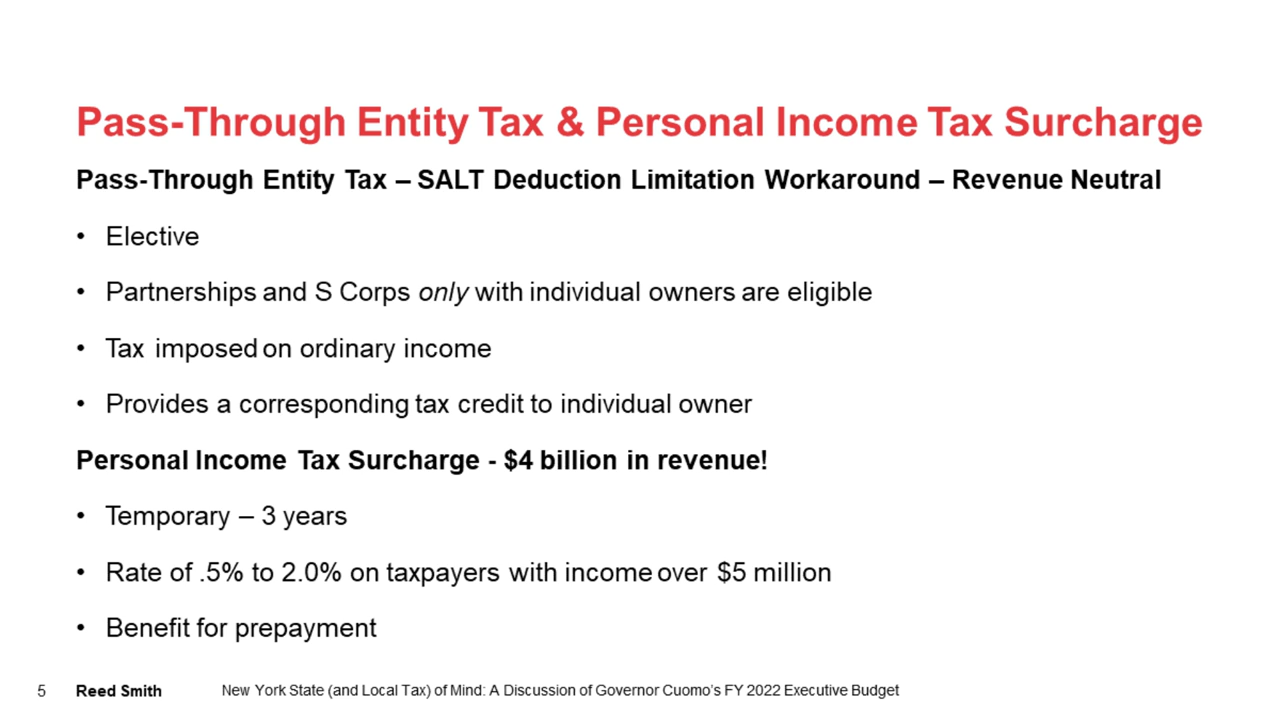 Pass-Through Entity Tax & Personal Income Tax Surcharge
Pass-Through Entity Tax – SALT Deduction Limitation Workaround – Revenue Neutral
• Elective
• Partnerships and S Corps only with individual owners are eligible
• Tax imposed on ordinary income
• Provides a corresponding tax credit to individual owner
Personal Income Tax Surcharge - $4 billion in revenue!
• Temporary – 3 years
• Rate of .5% to 2.0% on taxpayers with income over $5 million
• Benefit for prepayment
5 Reed Smith New York State (and Local Tax) of Mind: A Discussion of Governor Cuomo's FY 2022 Executive Budget